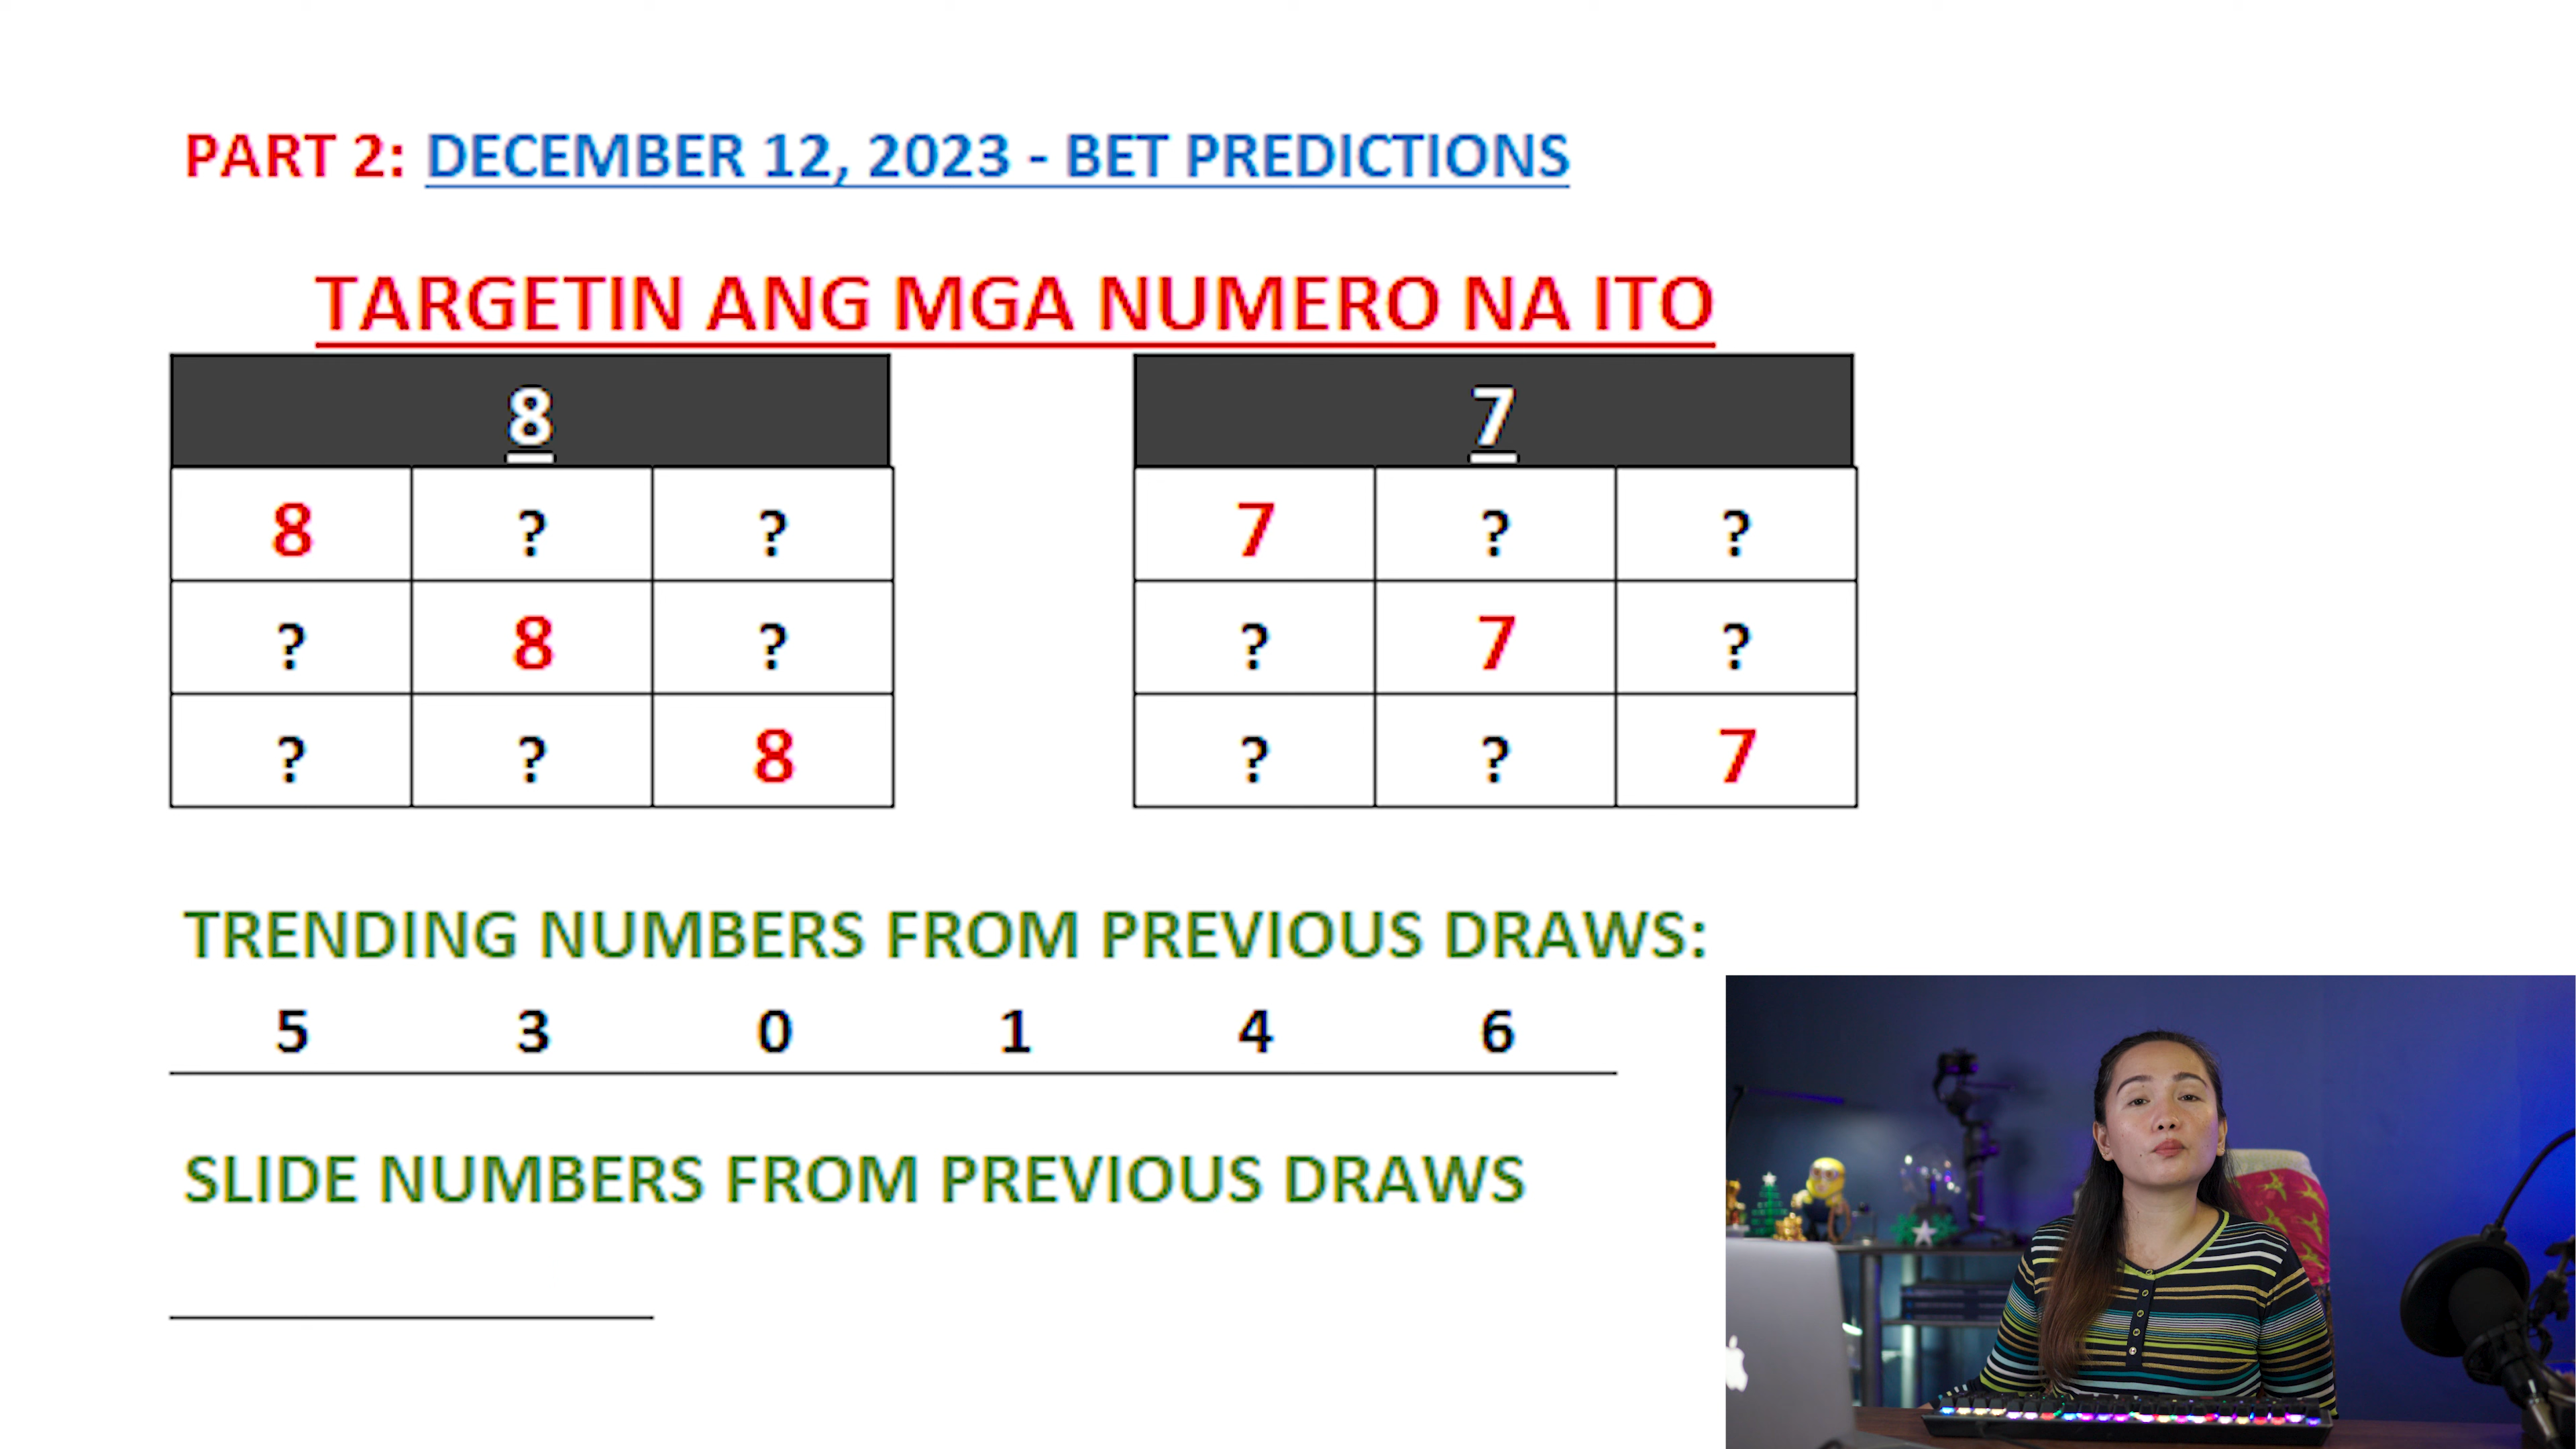 PART 2: DECEMBER 12, 2023 - BET PREDICTIONS
TARGETIN ANG MGA NUMERO NA ITO
8
8 ? ?
? 8 ?
? ? 8
7
7 ? ?
? 7 ?
? ? 7
TRENDING NUMBERS FROM PREVIOUS DRAWS:
5 3 0 1 4 6
SLIDE NUMBERS FROM PREVIOUS DRAWS